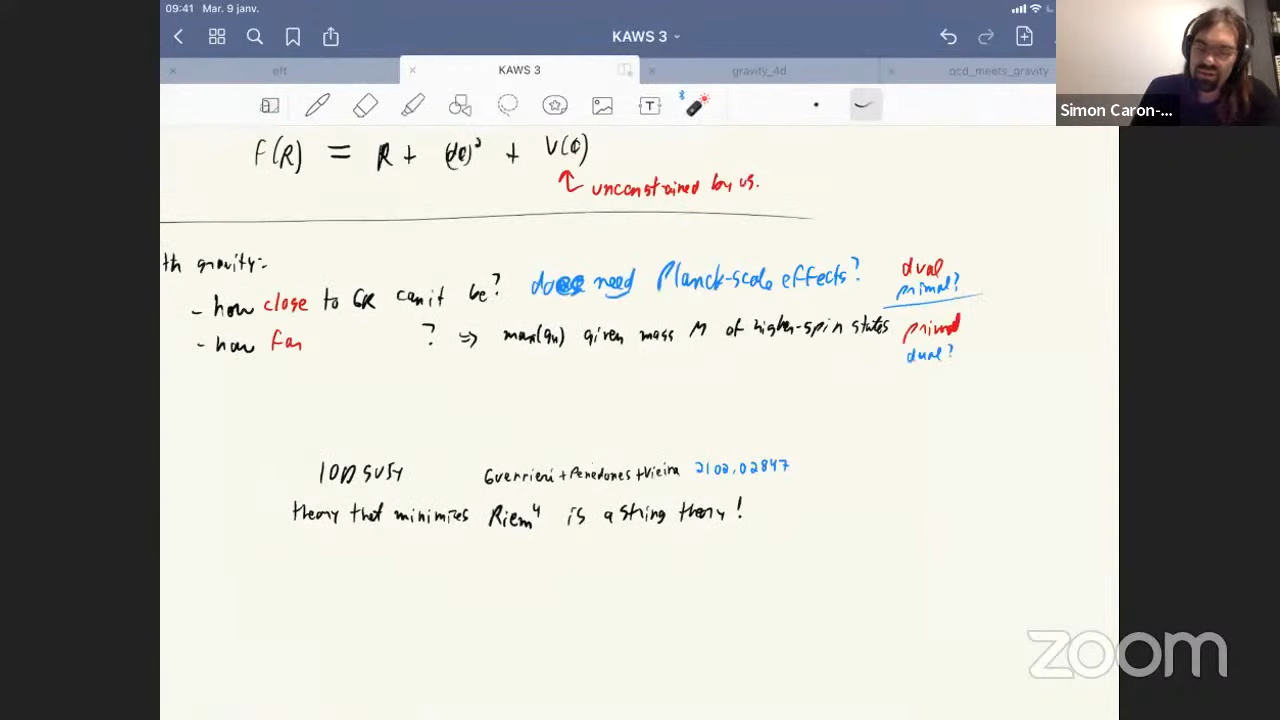 09:41 Mar. 9 janv.
KAWS 3
eft
KAWS 3
gravity_4d
qcd_meets_gravity
Simon Caron-...
F(R) = R + (∂φ)² + V(φ)
unconstrained by us.
th gravity:
- how close to GR can it be? does need Planck-scale effects? dual
primal?
- how far ? ⇒ max(g₄) given mass M of higher-spin states primal
dual?
10D SUSY Guerrieri+Penedones+Vieira 2102.02847
theory that minimizes Riem⁴ is a string theory!
zoom